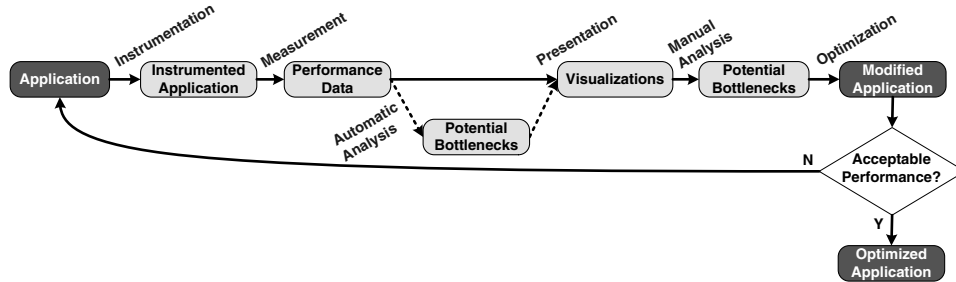 Instrumentation
Measurement
Presentation
Manual
Analysis
Optimization
Application
Instrumented
Application
Performance
Data
Visualizations
Potential
Bottlenecks
Modified
Application
Automatic
Analysis
Potential
Bottlenecks
N
Acceptable
Performance?
Y
Optimized
Application